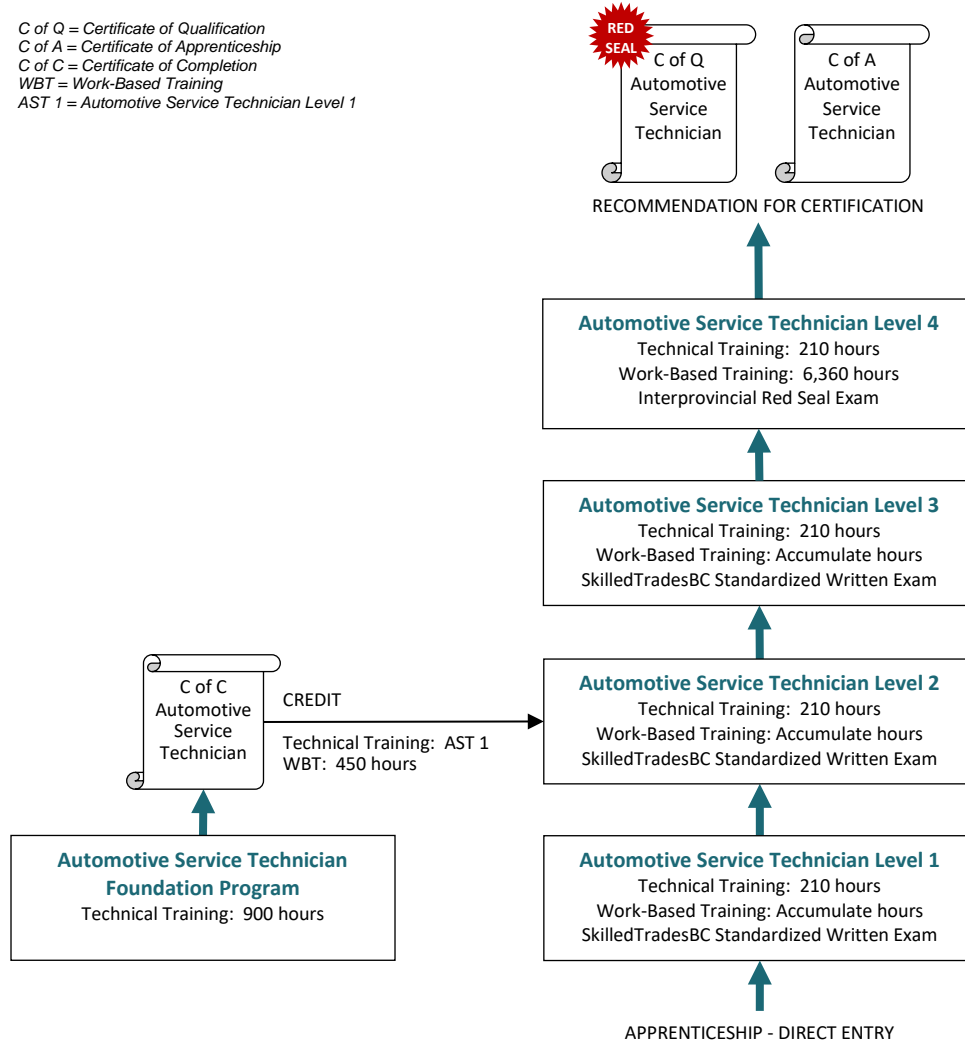 C of Q = Certificate of Qualification
C of A = Certificate of Apprenticeship
C of C = Certificate of Completion
WBT = Work-Based Training
AST 1 = Automotive Service Technician Level 1
RED
SEAL
C of Q
Automotive
Service
Technician
C of A
Automotive
Service
Technician
RECOMMENDATION FOR CERTIFICATION
Automotive Service Technician Level 4
Technical Training: 210 hours
Work-Based Training: 6,360 hours
Interprovincial Red Seal Exam
Automotive Service Technician Level 3
Technical Training: 210 hours
Work-Based Training: Accumulate hours
SkilledTradesBC Standardized Written Exam
C of C
Automotive
Service
Technician
CREDIT
Technical Training: AST 1
WBT: 450 hours
Automotive Service Technician Level 2
Technical Training: 210 hours
Work-Based Training: Accumulate hours
SkilledTradesBC Standardized Written Exam
Automotive Service Technician
Foundation Program
Technical Training: 900 hours
Automotive Service Technician Level 1
Technical Training: 210 hours
Work-Based Training: Accumulate hours
SkilledTradesBC Standardized Written Exam
APPRENTICESHIP - DIRECT ENTRY